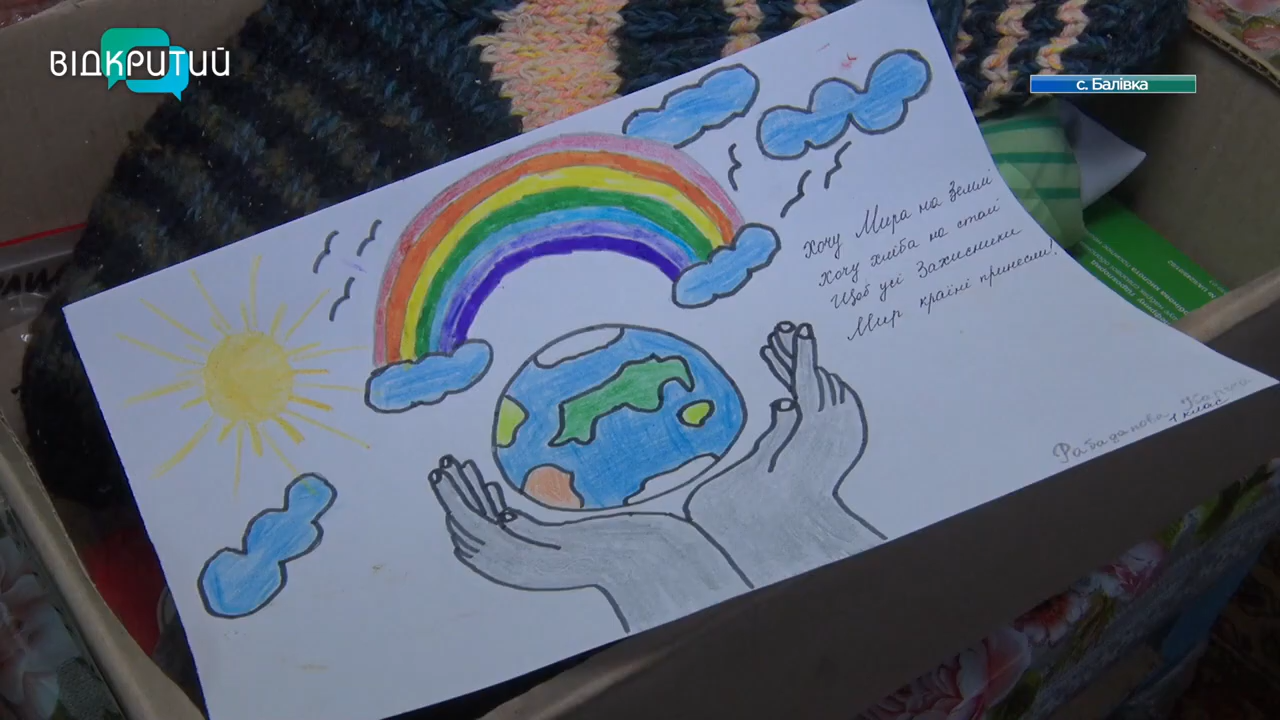 ВІДКРИТИЙ
с. Балівка
Хочу Мира на Землі
Хочу хліба на столі
Щоб усі Захисники
Мир країні принесли!
Рабаданова
1 клас